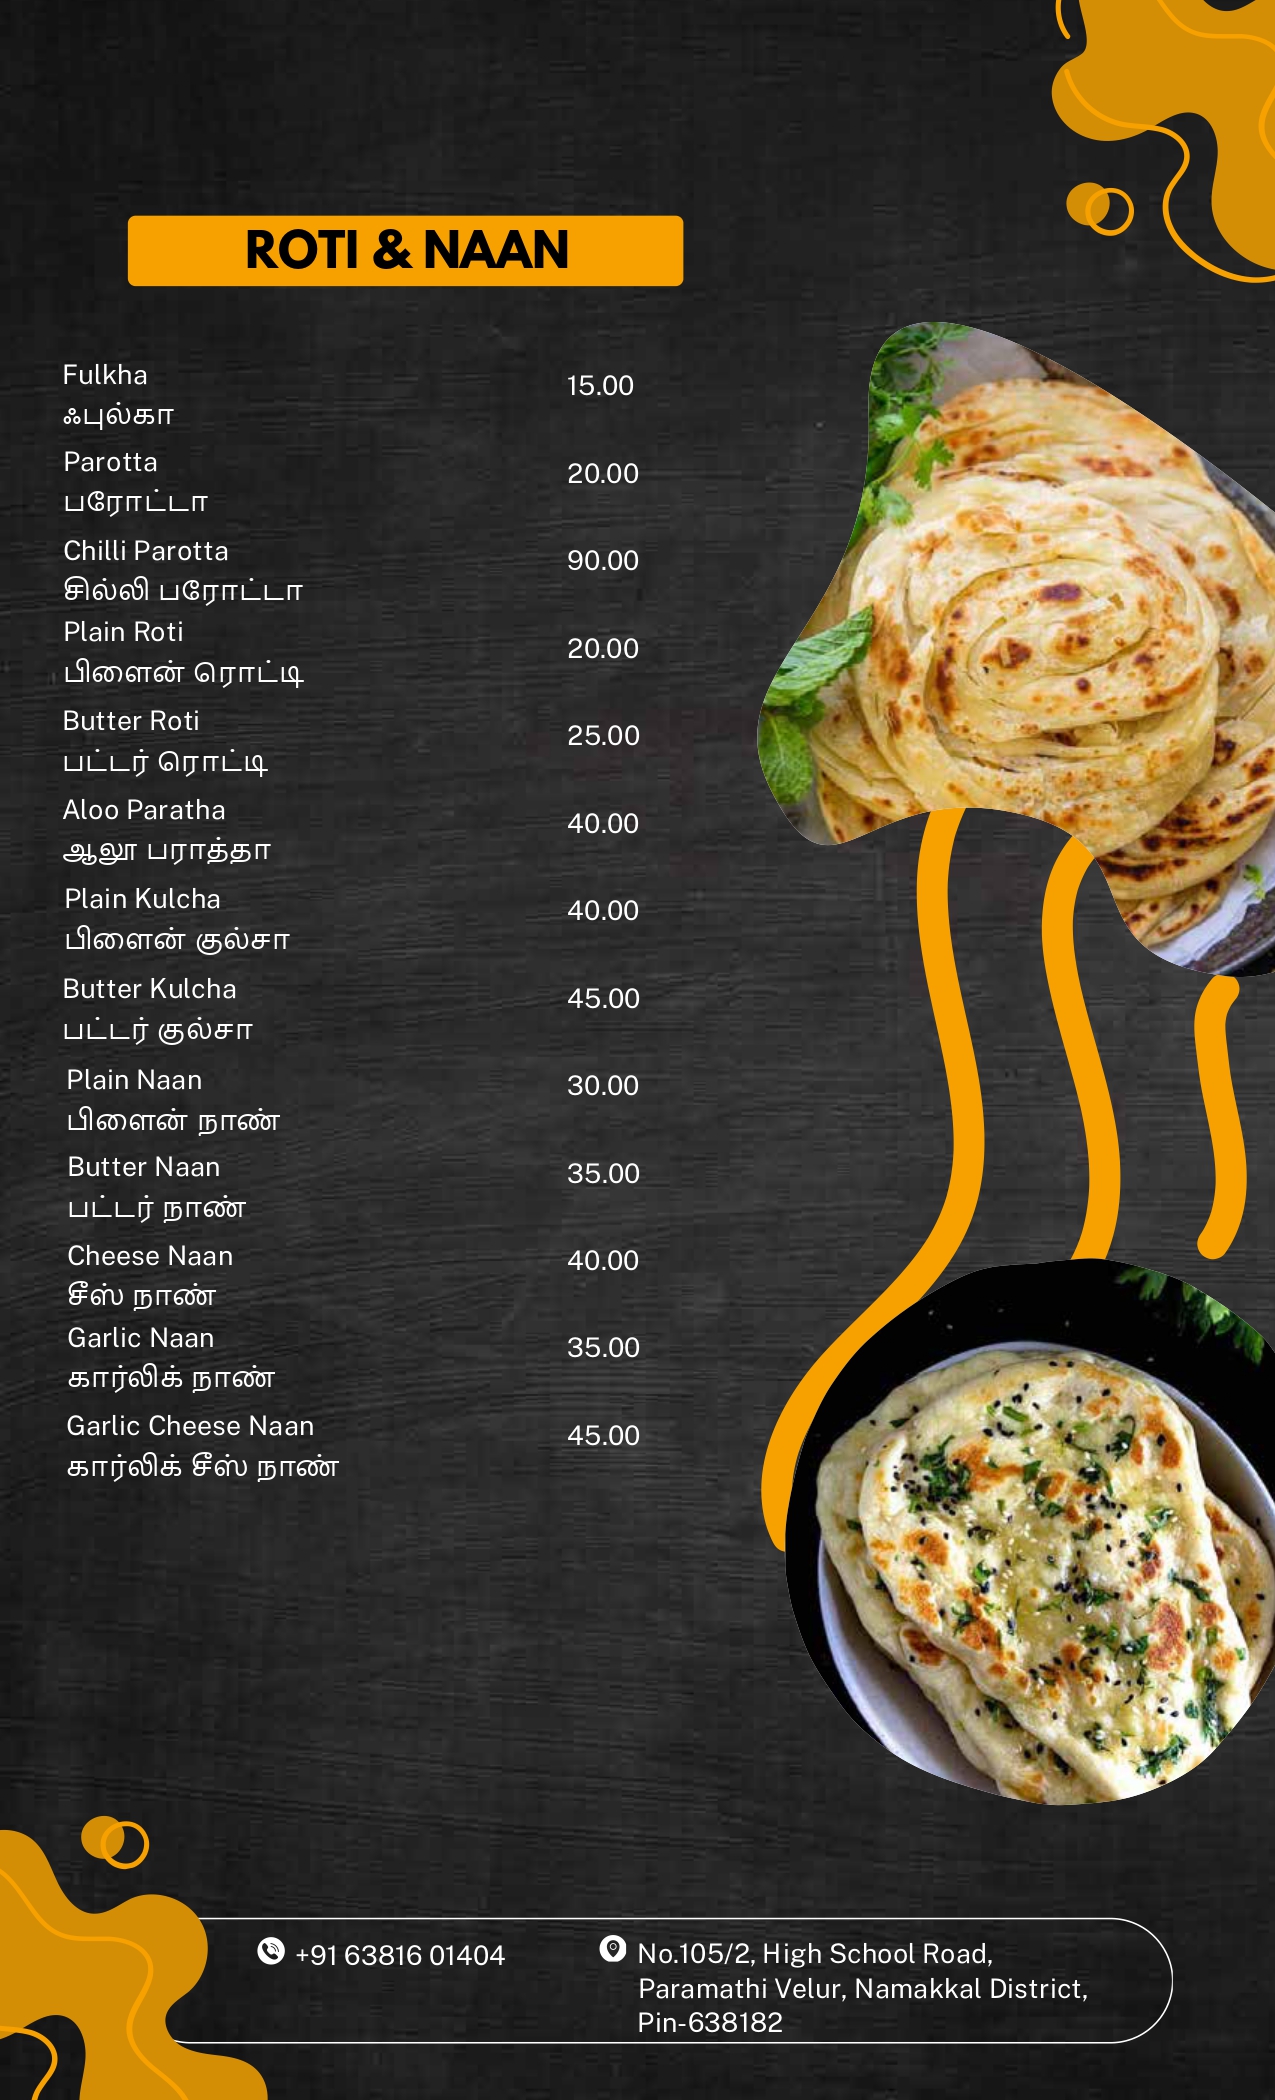 ROTI & NAAN
Fulkha 15.00
ஃபுல்கா
Parotta 20.00
பரோட்டா
Chilli Parotta 90.00
சில்லி பரோட்டா
Plain Roti 20.00
பிளைன் ரொட்டி
Butter Roti 25.00
பட்டர் ரொட்டி
Aloo Paratha 40.00
ஆலூ பராத்தா
Plain Kulcha 40.00
பிளைன் குல்சா
Butter Kulcha 45.00
பட்டர் குல்சா
Plain Naan 30.00
பிளைன் நாண்
Butter Naan 35.00
பட்டர் நாண்
Cheese Naan 40.00
சீஸ் நாண்
Garlic Naan 35.00
கார்லிக் நாண்
Garlic Cheese Naan 45.00
கார்லிக் சீஸ் நாண்
+91 63816 01404
No.105/2, High School Road,
Paramathi Velur, Namakkal District,
Pin-638182